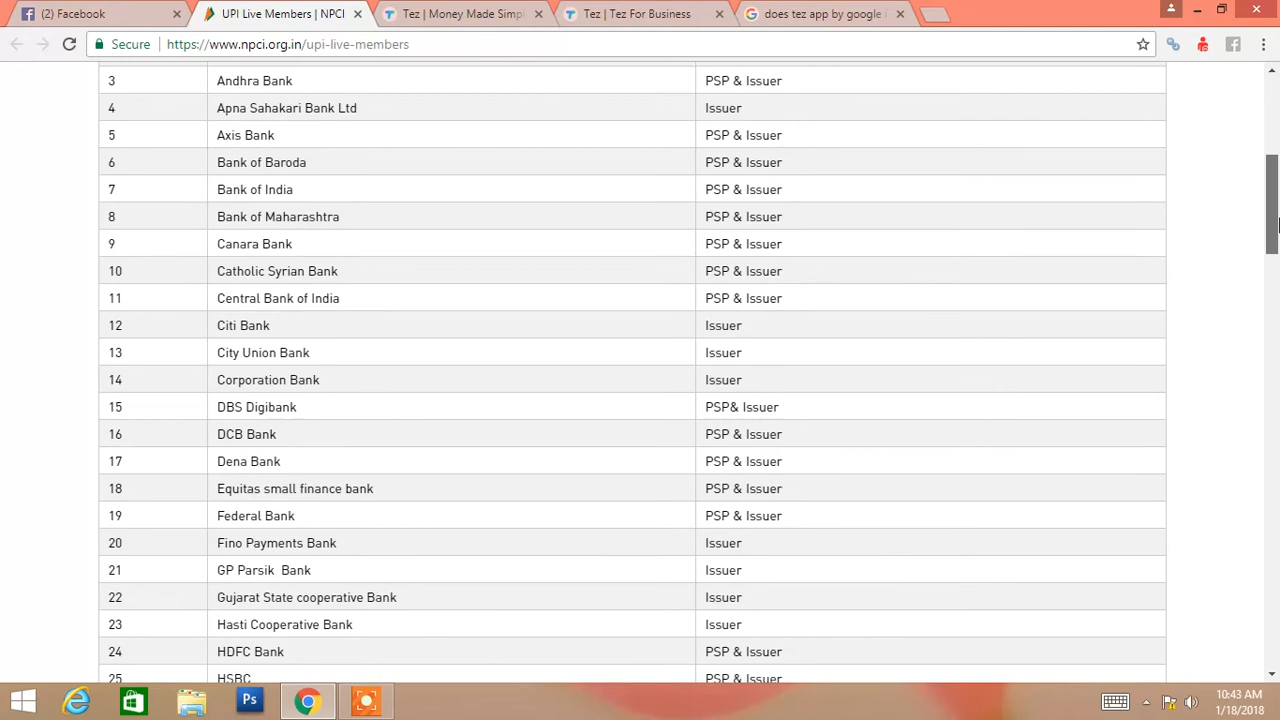 (2) Facebook
UPI Live Members | NPCI
Tez | Money Made Simpl
Tez | Tez For Business
does tez app by google i
Secure https://www.npci.org.in/upi-live-members
3 Andhra Bank PSP & Issuer
4 Apna Sahakari Bank Ltd Issuer
5 Axis Bank PSP & Issuer
6 Bank of Baroda PSP & Issuer
7 Bank of India PSP & Issuer
8 Bank of Maharashtra PSP & Issuer
9 Canara Bank PSP & Issuer
10 Catholic Syrian Bank PSP & Issuer
11 Central Bank of India PSP & Issuer
12 Citi Bank Issuer
13 City Union Bank Issuer
14 Corporation Bank Issuer
15 DBS Digibank PSP& Issuer
16 DCB Bank PSP & Issuer
17 Dena Bank PSP & Issuer
18 Equitas small finance bank PSP & Issuer
19 Federal Bank PSP & Issuer
20 Fino Payments Bank Issuer
21 GP Parsik Bank Issuer
22 Gujarat State cooperative Bank Issuer
23 Hasti Cooperative Bank Issuer
24 HDFC Bank PSP & Issuer
25 HSBC PSP & Issuer
Ps
10:43 AM
1/18/2018